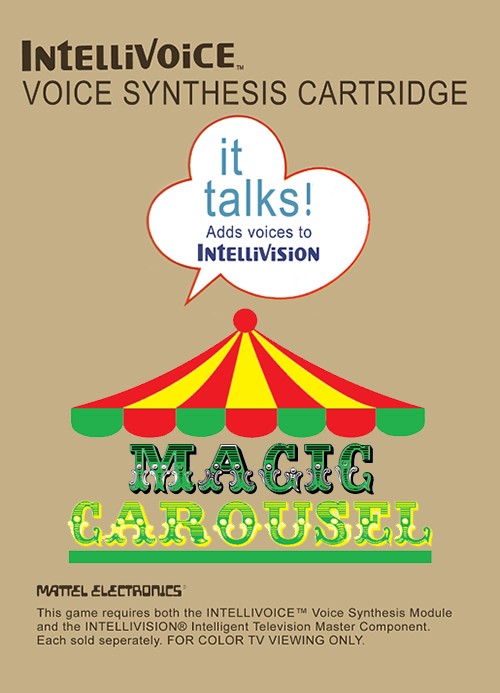 INTELLIVOICE™
VOICE SYNTHESIS CARTRIDGE
it
talks!
Adds voices to
INTELLIVISION
MAGIC
CAROUSEL
MATTEL ELECTRONICS®
This game requires both the INTELLIVOICE™ Voice Synthesis Module
and the INTELLIVISION® Intelligent Television Master Component.
Each sold seperately. FOR COLOR TV VIEWING ONLY.